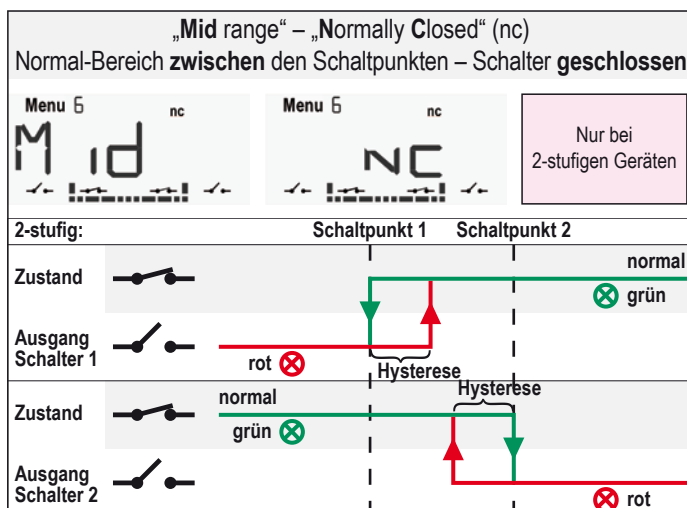 „Mid range“ – „Normally Closed“ (nc)
Normal-Bereich zwischen den Schaltpunkten – Schalter geschlossen
Menu 6 nc
Mid
Menu 6 nc
NC
Nur bei
2-stufigen Geräten
2-stufig: Schaltpunkt 1 Schaltpunkt 2
Zustand
normal
grün
Ausgang
Schalter 1
rot
Hysterese
Zustand
normal
grün
Hysterese
Ausgang
Schalter 2
rot